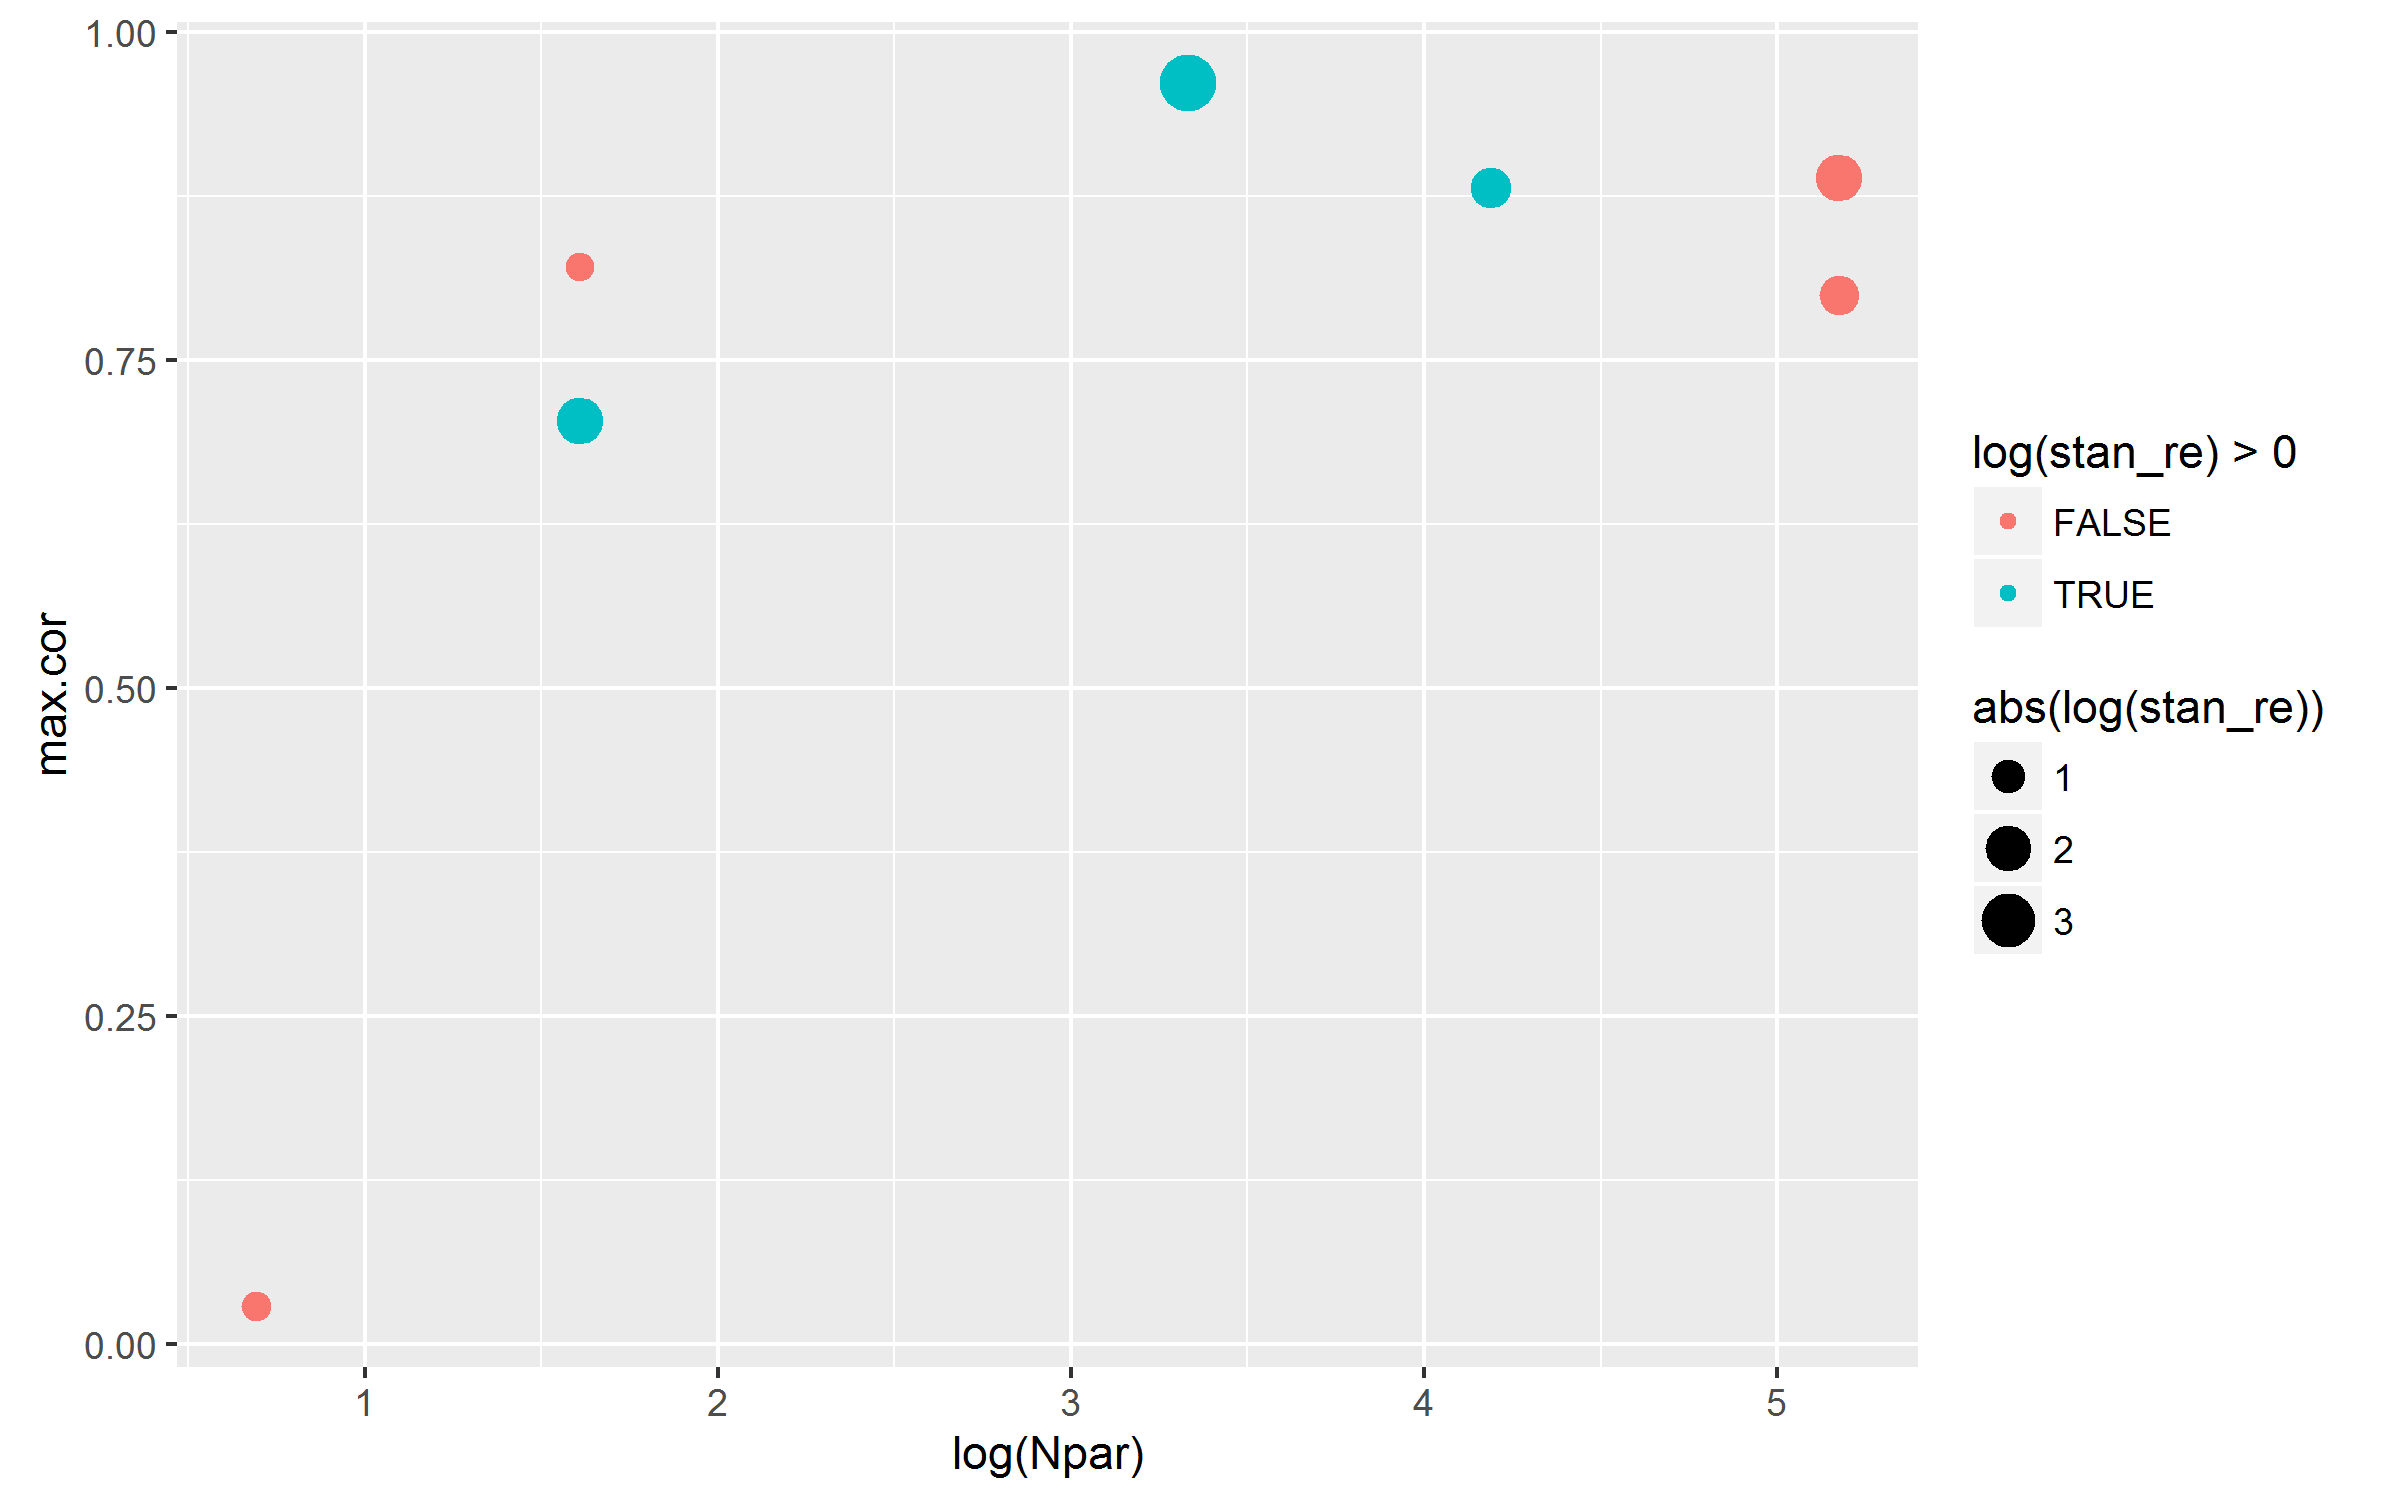 1.00
0.75
0.50
0.25
0.00
max.cor
1
2
3
4
5
log(Npar)
log(stan_re) > 0
FALSE
TRUE
abs(log(stan_re))
1
2
3